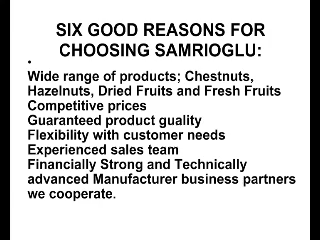 SIX GOOD REASONS FOR
CHOOSING SAMRIOGLU:
•
Wide range of products; Chestnuts,
Hazelnuts, Dried Fruits and Fresh Fruits
Competitive prices
Guaranteed product guality
Flexibility with customer needs
Experienced sales team
Financially Strong and Technically
advanced Manufacturer business partners
we cooperate.